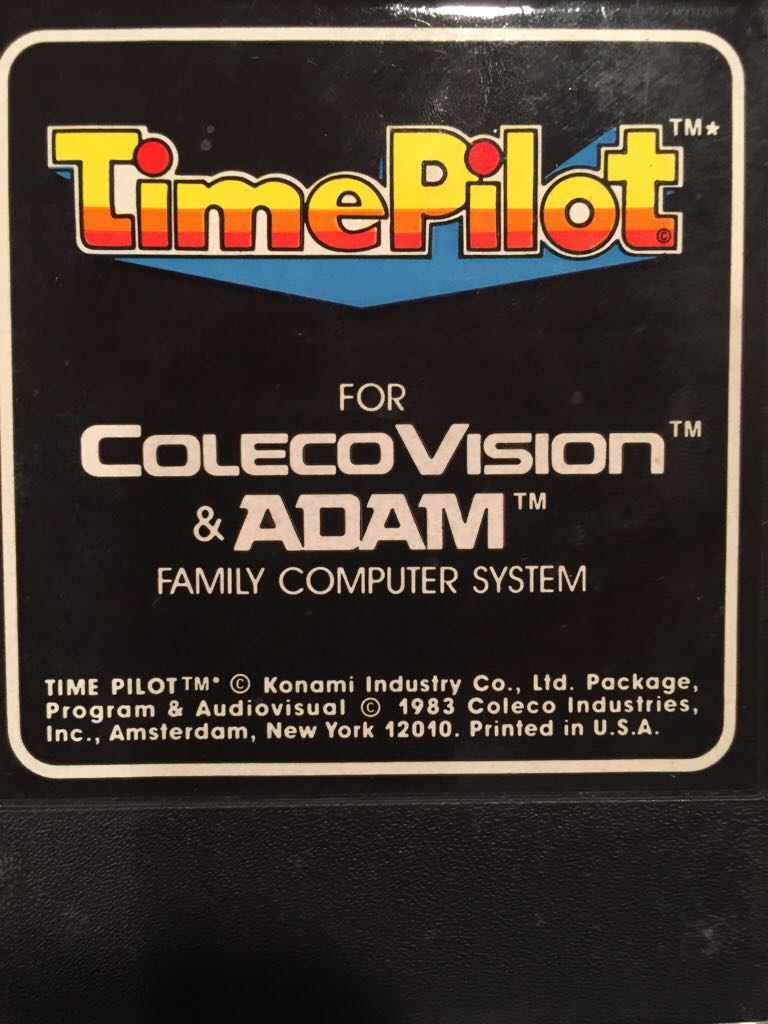 TimePilot™*
©
FOR
COLECOVISION™
& ADAM™
FAMILY COMPUTER SYSTEM
TIME PILOT™* © Konami Industry Co., Ltd. Package,
Program & Audiovisual © 1983 Coleco Industries,
Inc., Amsterdam, New York 12010. Printed in U.S.A.